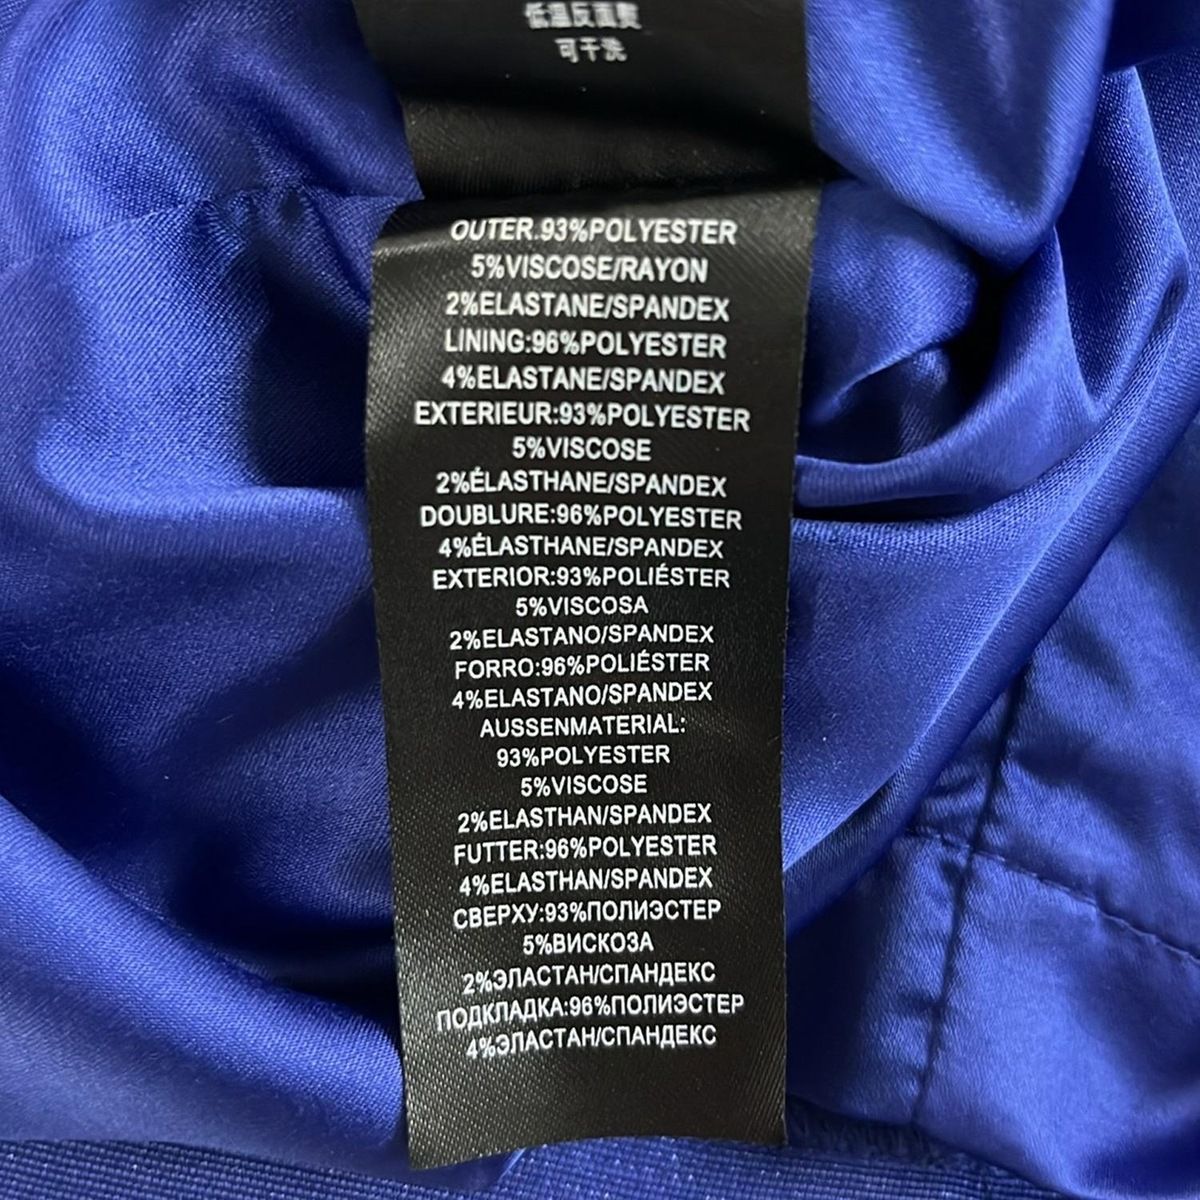 低温反面熨
可干洗
OUTER:93%POLYESTER
5%VISCOSE/RAYON
2%ELASTANE/SPANDEX
LINING:96%POLYESTER
4%ELASTANE/SPANDEX
EXTERIEUR:93%POLYESTER
5%VISCOSE
2%ÉLASTHANE/SPANDEX
DOUBLURE:96%POLYESTER
4%ÉLASTHANE/SPANDEX
EXTERIOR:93%POLIÉSTER
5%VISCOSA
2%ELASTANO/SPANDEX
FORRO:96%POLIÉSTER
4%ELASTANO/SPANDEX
AUSSENMATERIAL:
93%POLYESTER
5%VISCOSE
2%ELASTHAN/SPANDEX
FUTTER:96%POLYESTER
4%ELASTHAN/SPANDEX
СВЕРХУ:93%ПОЛИЭСТЕР
5%ВИСКОЗА
2%ЭЛАСТАН/СПАНДЕКС
ПОДКЛАДКА:96%ПОЛИЭСТЕР
4%ЭЛАСТАН/СПАНДЕКС